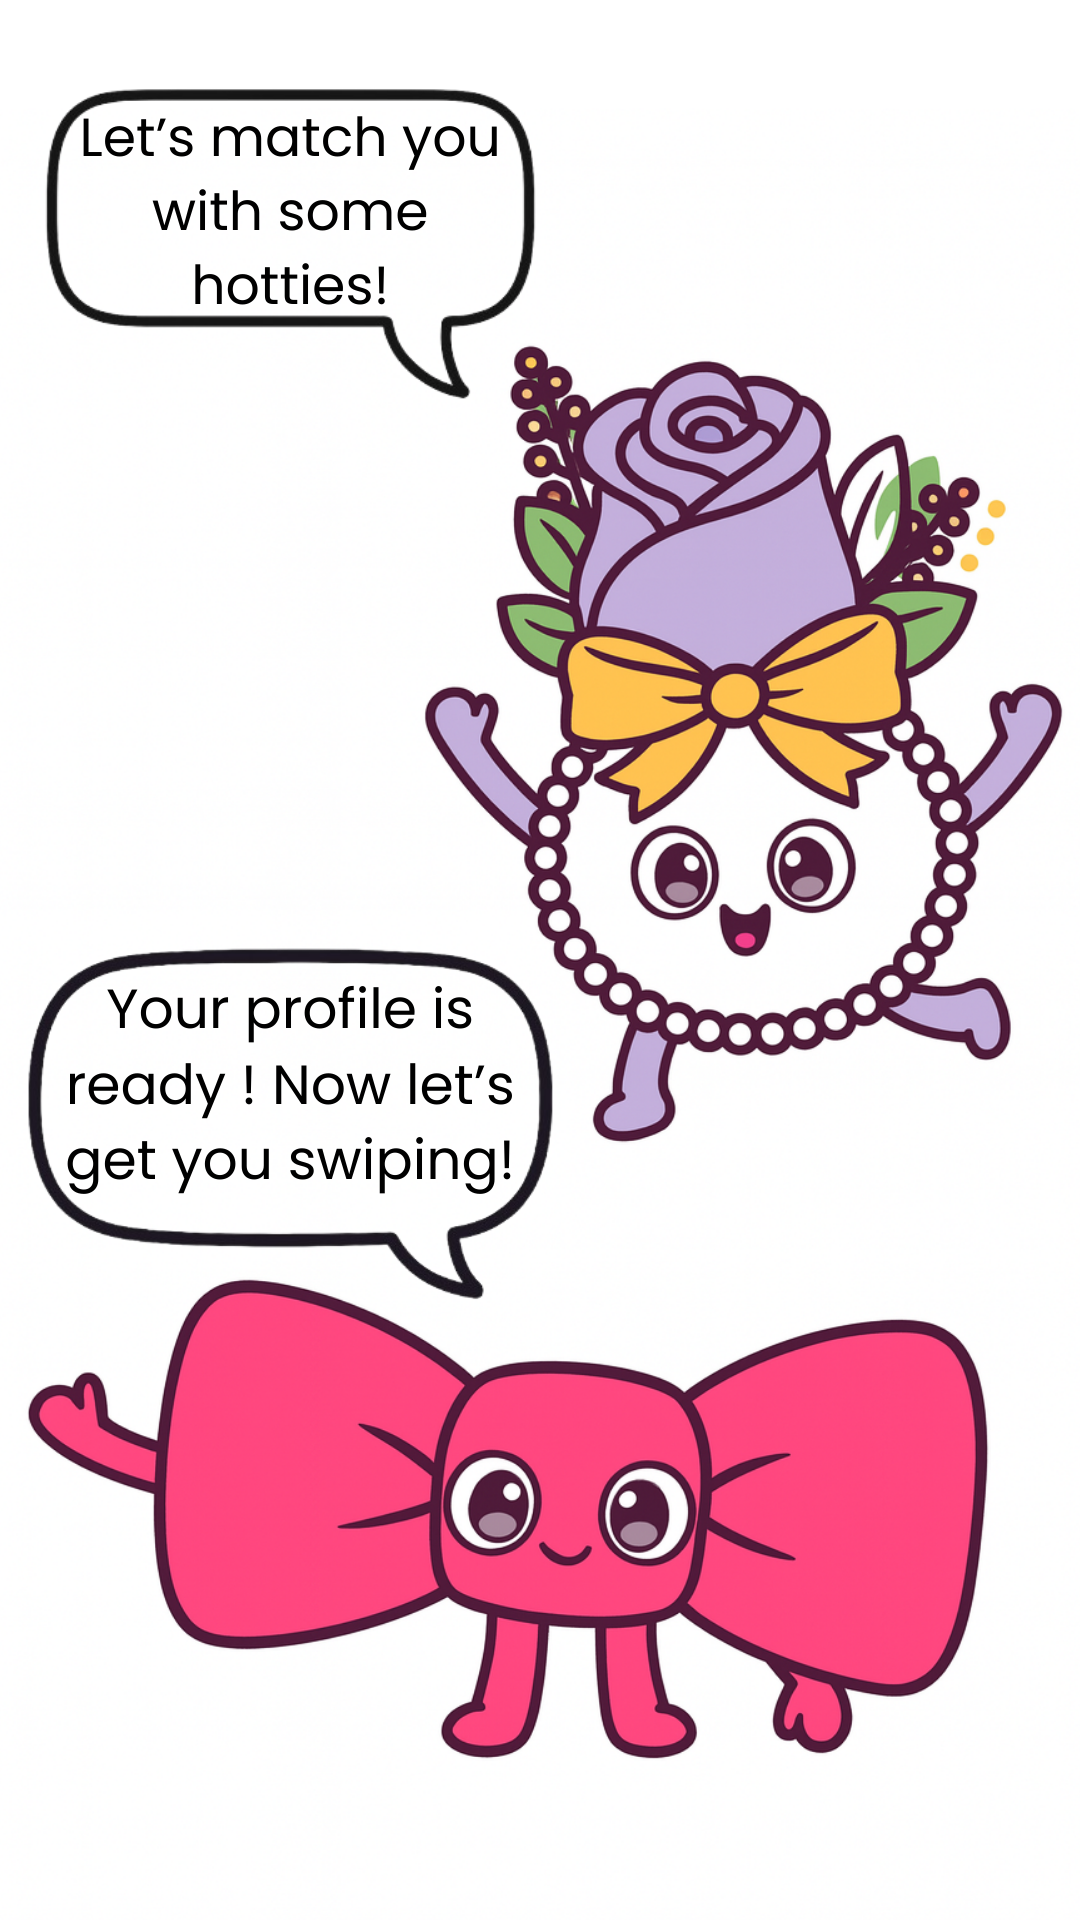 Let’s match you
with some
hotties!
Your profile is
ready ! Now let’s
get you swiping!